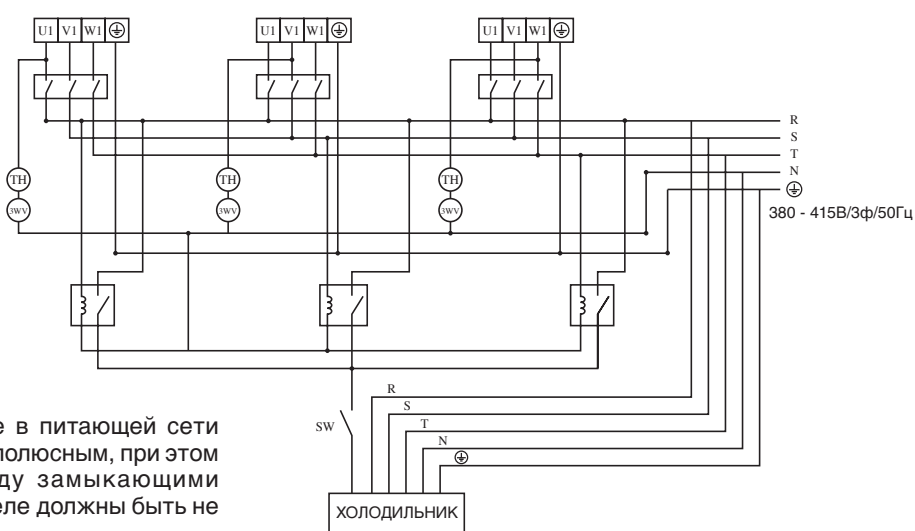 U1 V1 W1 U1 V1 W1 U1 V1 W1
R
S
T
TH TH TH N
3WV 3WV 3WV
380 - 415В/3ф/50Гц
R
S
SW T
N
е в питающей сети
полюсным, при этом
ду замыкающими
еле должны быть не
ХОЛОДИЛЬНИК